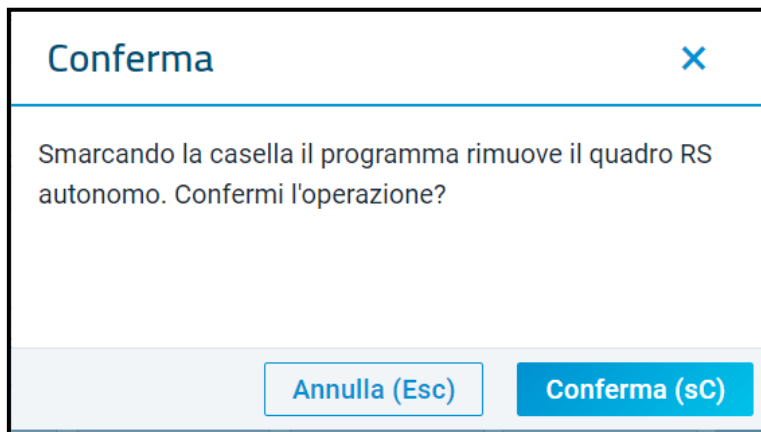 Conferma
Smarcando la casella il programma rimuove il quadro RS
autonomo. Confermi l'operazione?
Annulla (Esc)
Conferma (sC)